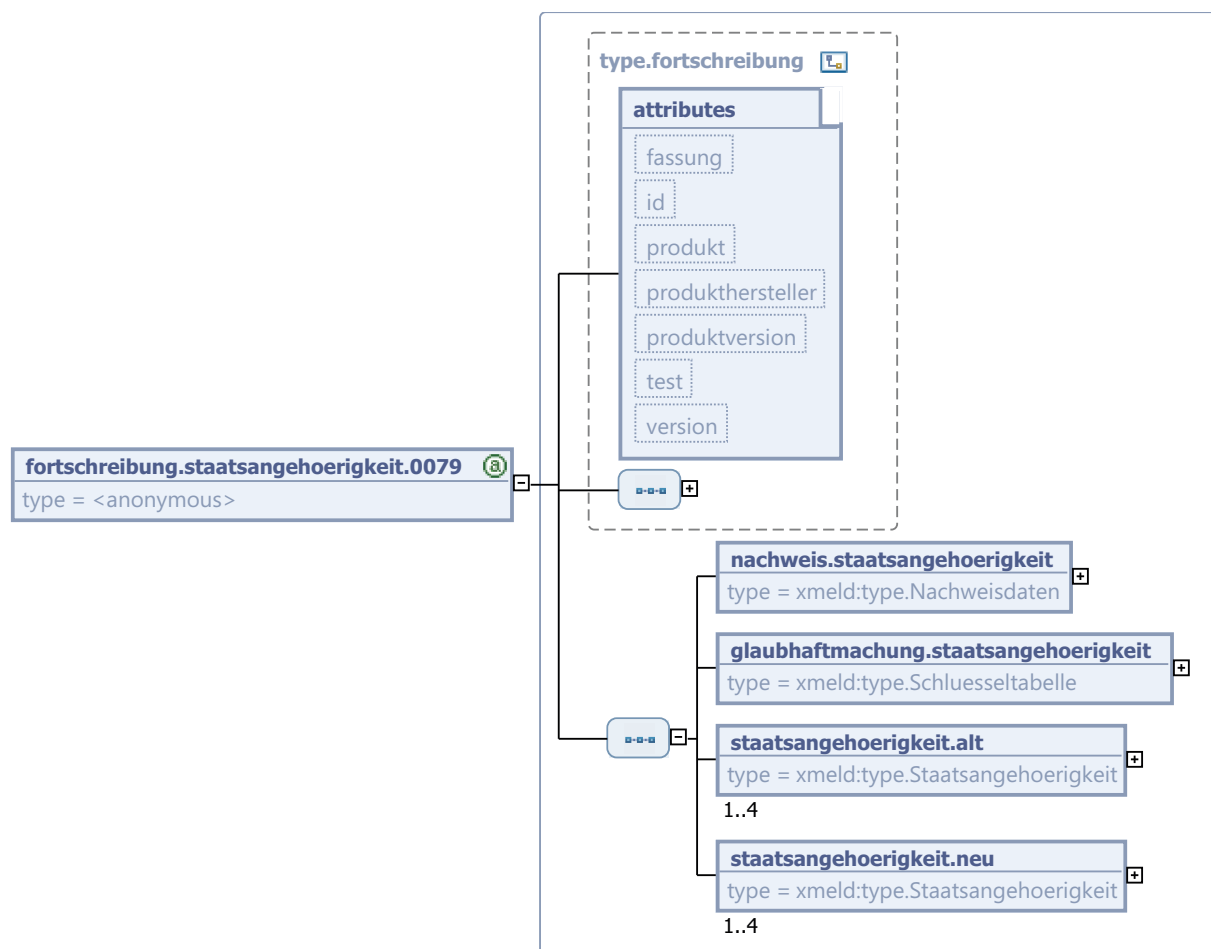 type.fortschreibung
attributes
fassung
id
produkt
produkthersteller
produktversion
test
version
fortschreibung.staatsangehoerigkeit.0079
type = <anonymous>
nachweis.staatsangehoerigkeit
type = xmeld:type.Nachweisdaten
glaubhaftmachung.staatsangehoerigkeit
type = xmeld:type.Schluesseltabelle
staatsangehoerigkeit.alt
type = xmeld:type.Staatsangehoerigkeit
1..4
staatsangehoerigkeit.neu
type = xmeld:type.Staatsangehoerigkeit
1..4